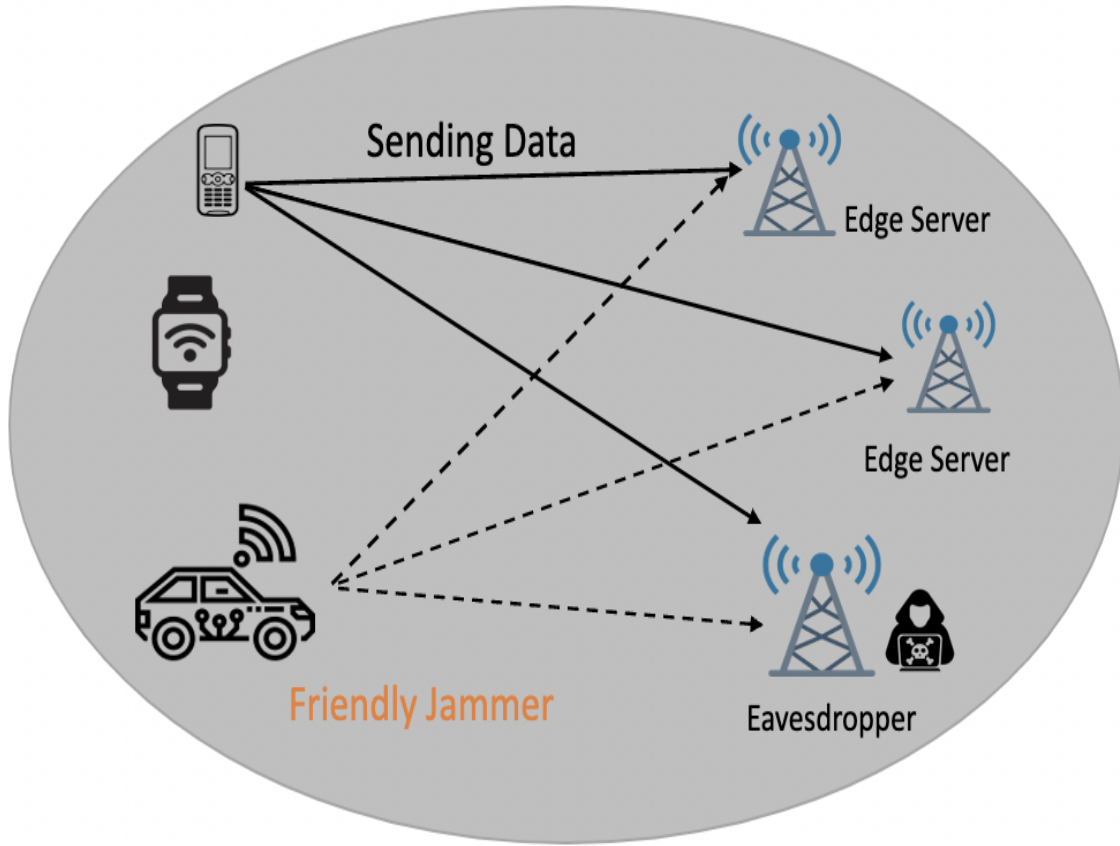 Sending Data
Edge Server
Edge Server
Friendly Jammer
Eavesdropper